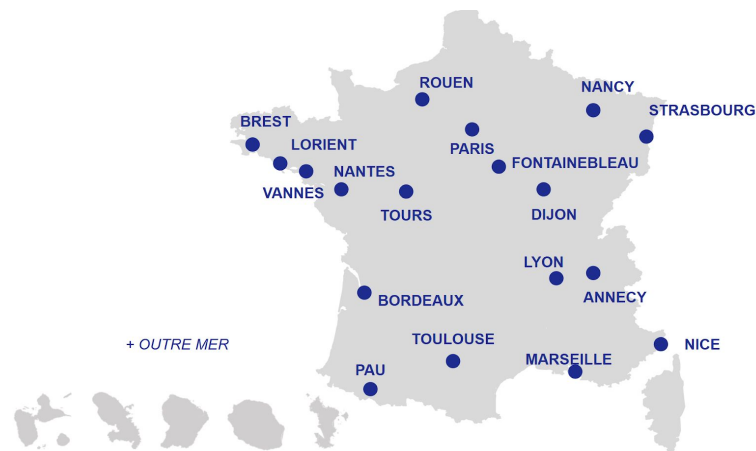 ROUEN
NANCY
STRASBOURG
BREST
LORIENT
PARIS
FONTAINEBLEAU
NANTES
VANNES
TOURS
DIJON
LYON
ANNECY
BORDEAUX
+ OUTRE MER
TOULOUSE
NICE
MARSEILLE
PAU